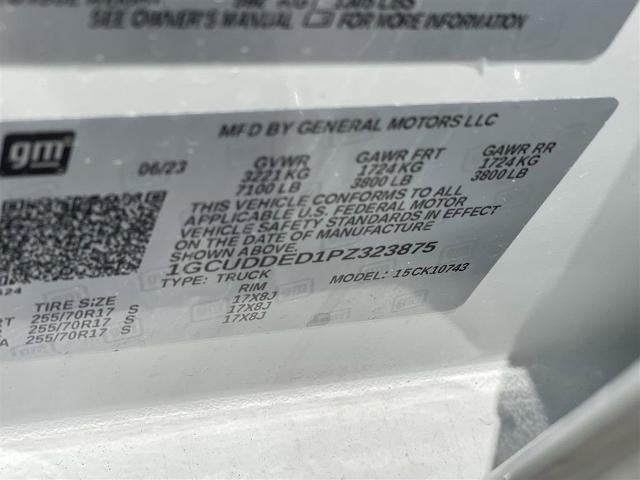 SEE OWNER'S MANUAL FOR MORE INFORMATION
MFD BY GENERAL MOTORS LLC
gm
06/23
GVWR GAWR FRT GAWR RR
3221 KG 1724 KG 1724 KG
7100 LB 3800 LB 3800 LB
THIS VEHICLE CONFORMS TO ALL
APPLICABLE U.S. FEDERAL MOTOR
VEHICLE SAFETY STANDARDS IN EFFECT
ON THE DATE OF MANUFACTURE
SHOWN ABOVE.
1GCUDDED1PZ323875
TYPE: TRUCK MODEL: 15CK10743
TIRE SIZE RIM
255/70R17 S 17X8J
255/70R17 S 17X8J
255/70R17 S 17X8J